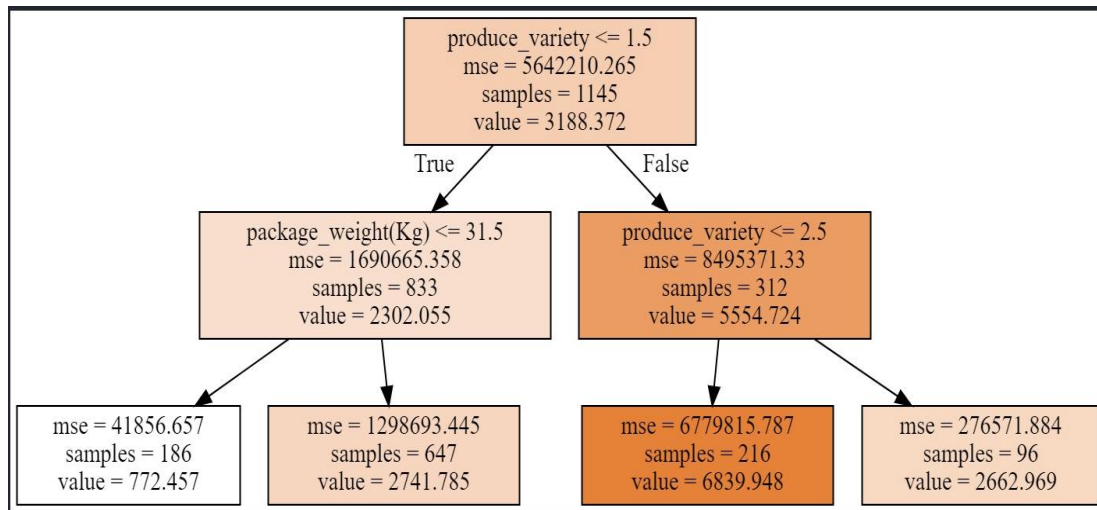 produce_variety <= 1.5
mse = 5642210.265
samples = 1145
value = 3188.372
True
False
package_weight(Kg) <= 31.5
mse = 1690665.358
samples = 833
value = 2302.055
produce_variety <= 2.5
mse = 8495371.33
samples = 312
value = 5554.724
mse = 41856.657
samples = 186
value = 772.457
mse = 1298693.445
samples = 647
value = 2741.785
mse = 6779815.787
samples = 216
value = 6839.948
mse = 276571.884
samples = 96
value = 2662.969